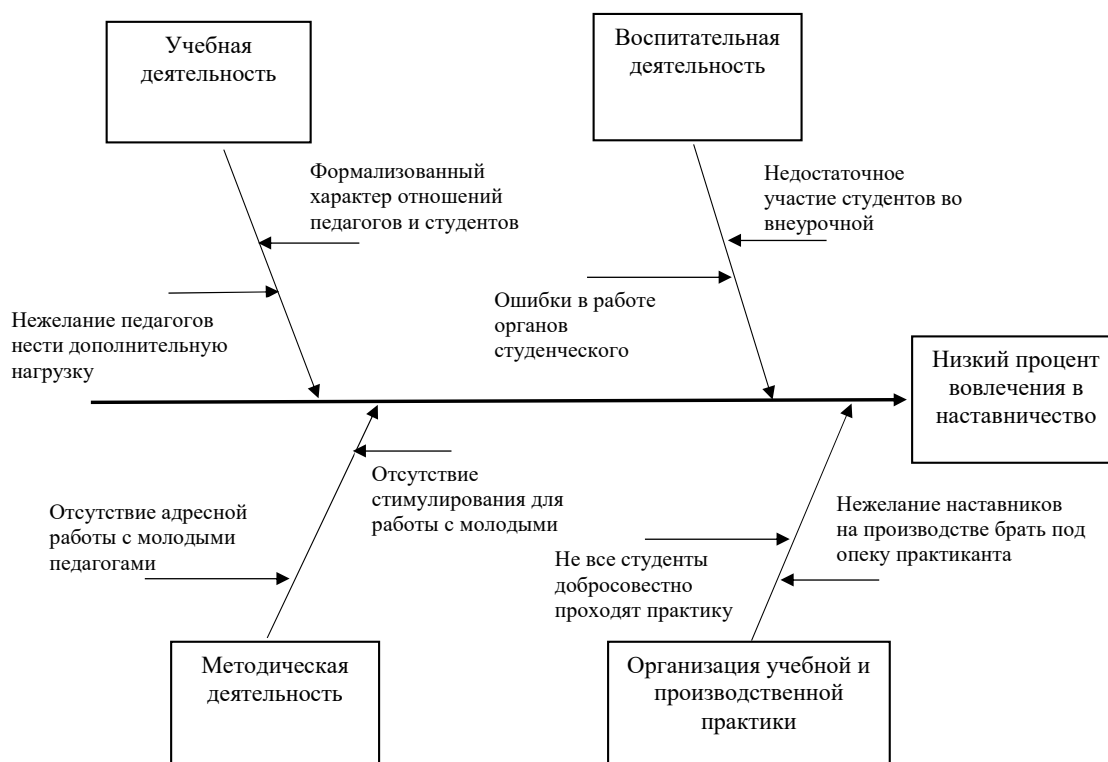 Учебная
деятельность
Воспитательная
деятельность
Формализованный
характер отношений
педагогов и студентов
Недостаточное
участие студентов во
внеурочной
Нежелание педагогов
нести дополнительную
нагрузку
Ошибки в работе
органов
студенческого
Низкий процент
вовлечения в
наставничество
Отсутствие адресной
работы с молодыми
педагогами
Отсутствие
стимулирования для
работы с молодыми
Не все студенты
добросовестно
проходят практику
Нежелание наставников
на производстве брать под
опеку практиканта
Методическая
деятельность
Организация учебной и
производственной
практики